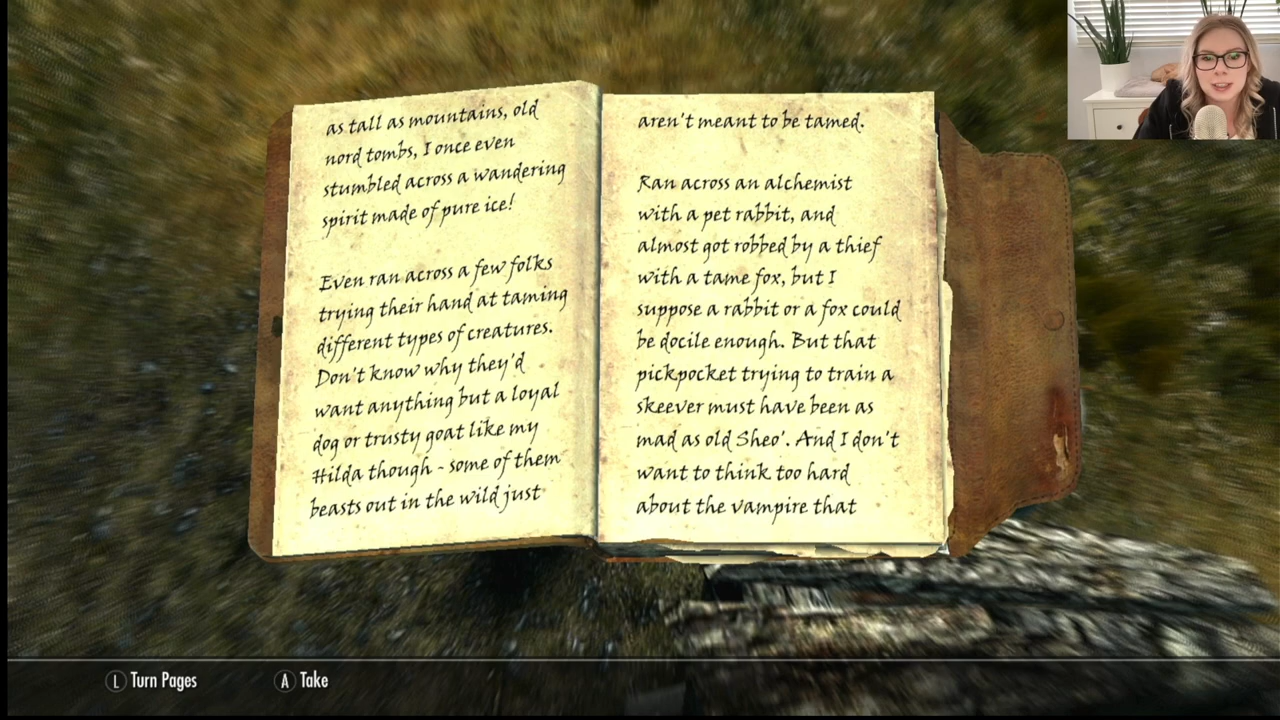 as tall as mountains, old
nord tombs, I once even
stumbled across a wandering
spirit made of pure ice!
Even ran across a few folks
trying their hand at taming
different types of creatures.
Don't know why they'd
want anything but a loyal
dog or trusty goat like my
Hilda though - some of them
beasts out in the wild just
aren't meant to be tamed.
Ran across an alchemist
with a pet rabbit, and
almost got robbed by a thief
with a tame fox, but I
suppose a rabbit or a fox could
be docile enough. But that
pickpocket trying to train a
skeever must have been as
mad as old Sheo'. And I don't
want to think too hard
about the vampire that
L Turn Pages
A Take